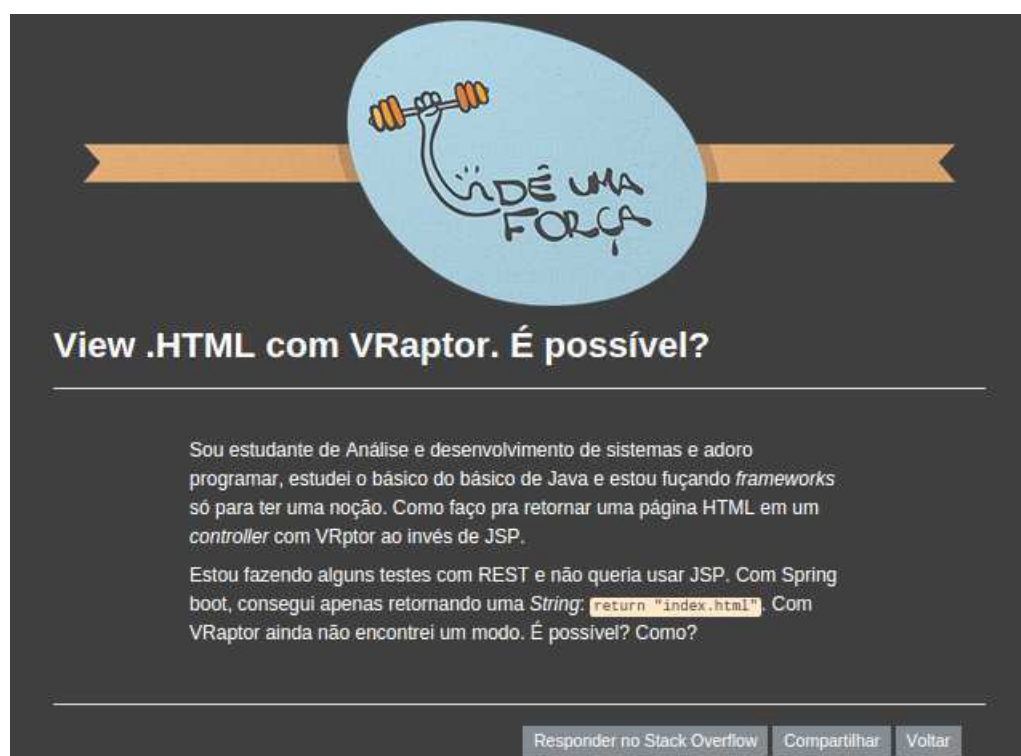 DÊ UMA
FORÇA
View .HTML com VRaptor. É possível?
Sou estudante de Análise e desenvolvimento de sistemas e adoro
programar, estudei o básico do básico de Java e estou fuçando frameworks
só para ter uma noção. Como faço pra retornar uma página HTML em um
controller com VRptor ao invés de JSP.
Estou fazendo alguns testes com REST e não queria usar JSP. Com Spring
boot, consegui apenas retornando uma String: return "index.html". Com
VRaptor ainda não encontrei um modo. É possível? Como?
Responder no Stack Overflow Compartilhar Voltar